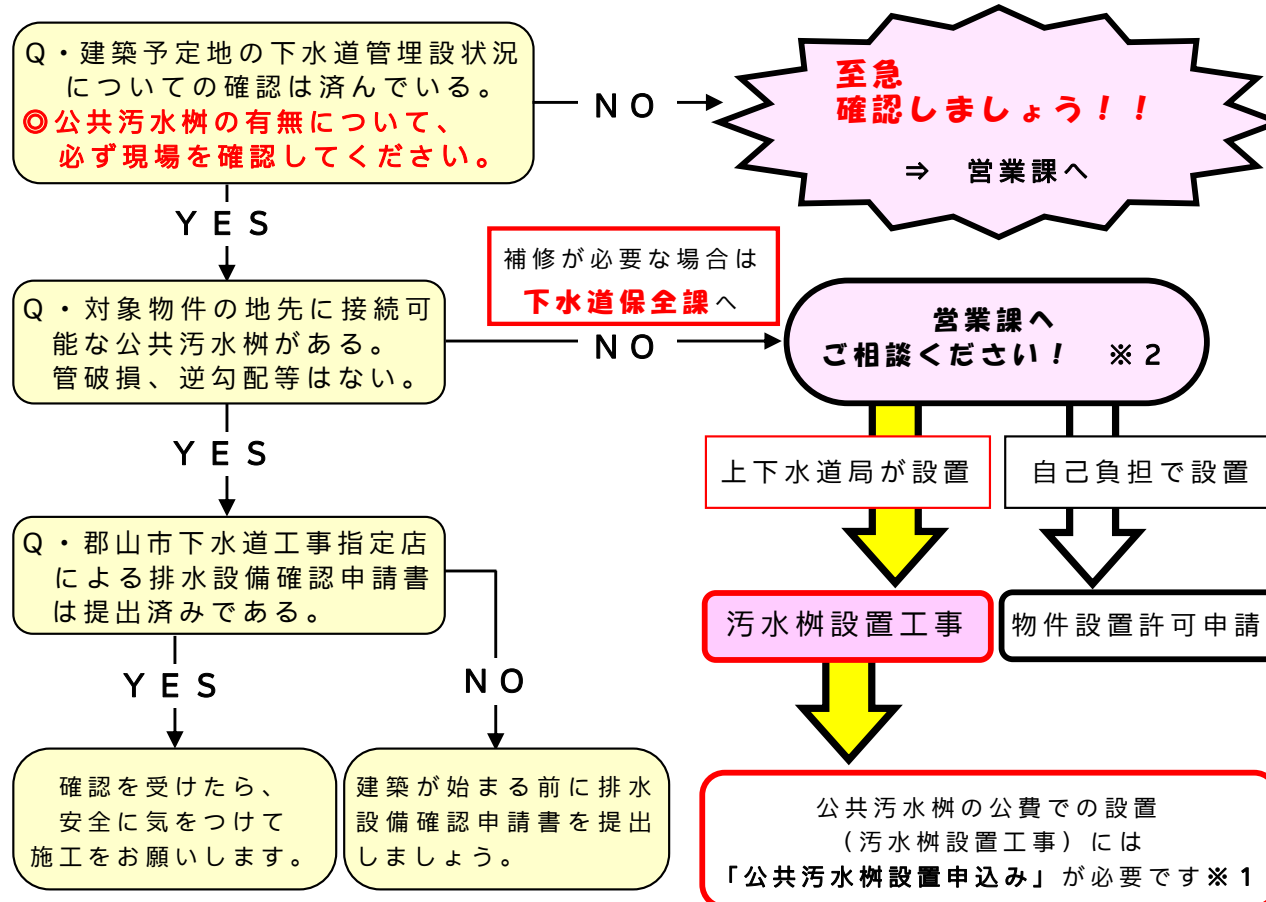 Q・建築予定地の下水道管埋設状況
についての確認は済んでいる。
◎公共汚水桝の有無について、
必ず現場を確認してください。
NO
至急
確認しましょう！！
⇒ 営業課へ
YES
補修が必要な場合は
下水道保全課へ
Q・対象物件の地先に接続可
能な公共汚水桝がある。
管破損、逆勾配等はない。
NO
営業課へ
ご相談ください！ ※２
YES
上下水道局が設置
自己負担で設置
Q・郡山市下水道工事指定店
による排水設備確認申請書
は提出済みである。
汚水桝設置工事
物件設置許可申請
YES
NO
確認を受けたら、
安全に気をつけて
施工をお願いします。
建築が始まる前に排水
設備確認申請書を提出
しましょう。
公共汚水桝の公費での設置
（汚水桝設置工事）には
「公共汚水桝設置申込み」が必要です※１